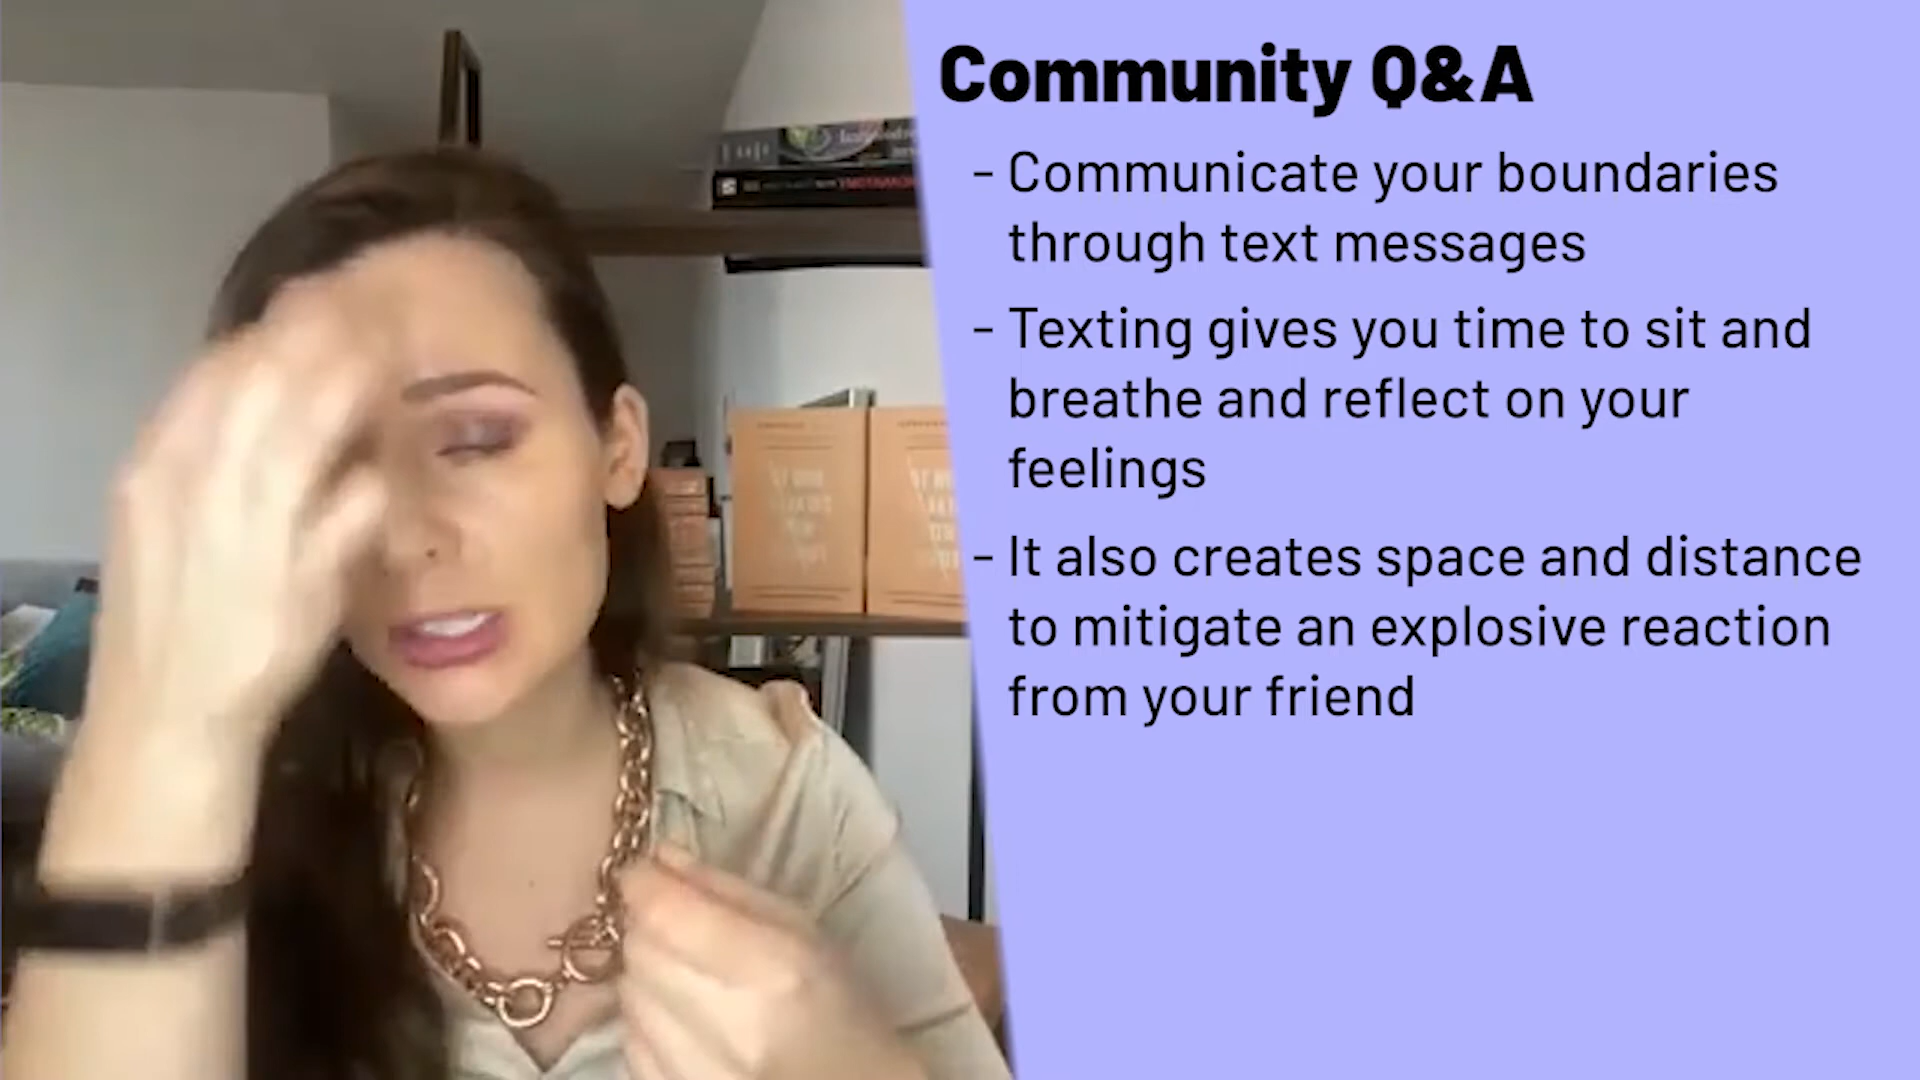 Community Q&A
- Communicate your boundaries
through text messages
- Texting gives you time to sit and
breathe and reflect on your
feelings
- It also creates space and distance
to mitigate an explosive reaction
from your friend